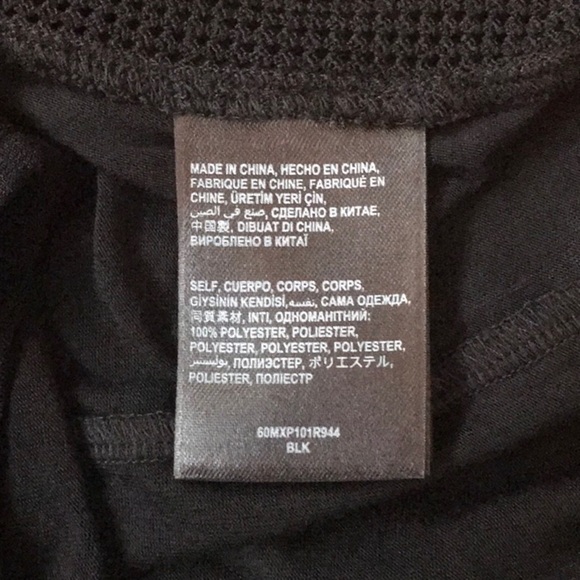 MADE IN CHINA, HECHO EN CHINA,
FABRIQUE EN CHINE, FABRIQUÉ EN
CHINE, ÜRETİM YERİ ÇİN,
صنع في الصين, СДЕЛАНО В КИТАЕ,
中国製, DIBUAT DI CHINA,
ВИРОБЛЕНО В КИТАЇ
SELF, CUERPO, CORPS, CORPS,
GİYSİNİN KENDİSİ, نفسه, САМА ОДЕЖДА,
同質素材, INTI, ОДНОМАНІТНИЙ:
100% POLYESTER, POLIESTER,
POLYESTER, POLYESTER, POLYESTER,
بوليستير, ПОЛИЭСТЕР, ポリエステル,
POLIESTER, ПОЛІЕСТР
60MXP101R944
BLK